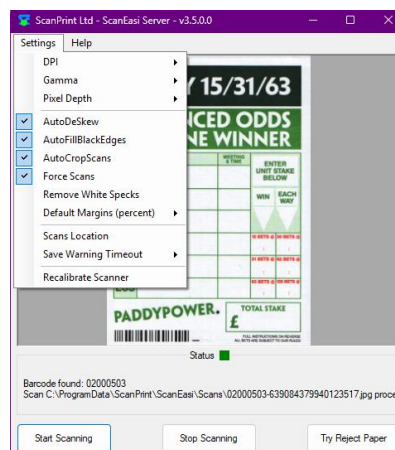 ScanPrint Ltd - ScanEasi Server - v3.5.0.0
Settings Help
DPI
Gamma
Pixel Depth
AutoDeSkew
AutoFillBlackEdges
AutoCropScans
Force Scans
Remove White Specks
Default Margins (percent)
Scans Location
Save Warning Timeout
Recalibrate Scanner
Y 15/31/63
NCED ODDS
NE WINNER
MEETING
& TIME
ENTER
UNIT STAKE
BELOW
WIN EACH
WAY
PADDYPOWER.
TOTAL STAKE
£
Status
Barcode found: 02000503
Scan C:\ProgramData\ScanPrint\ScanEasi\Scans\02000503-639084379940123517.jpg proce
Start Scanning Stop Scanning Try Reject Paper